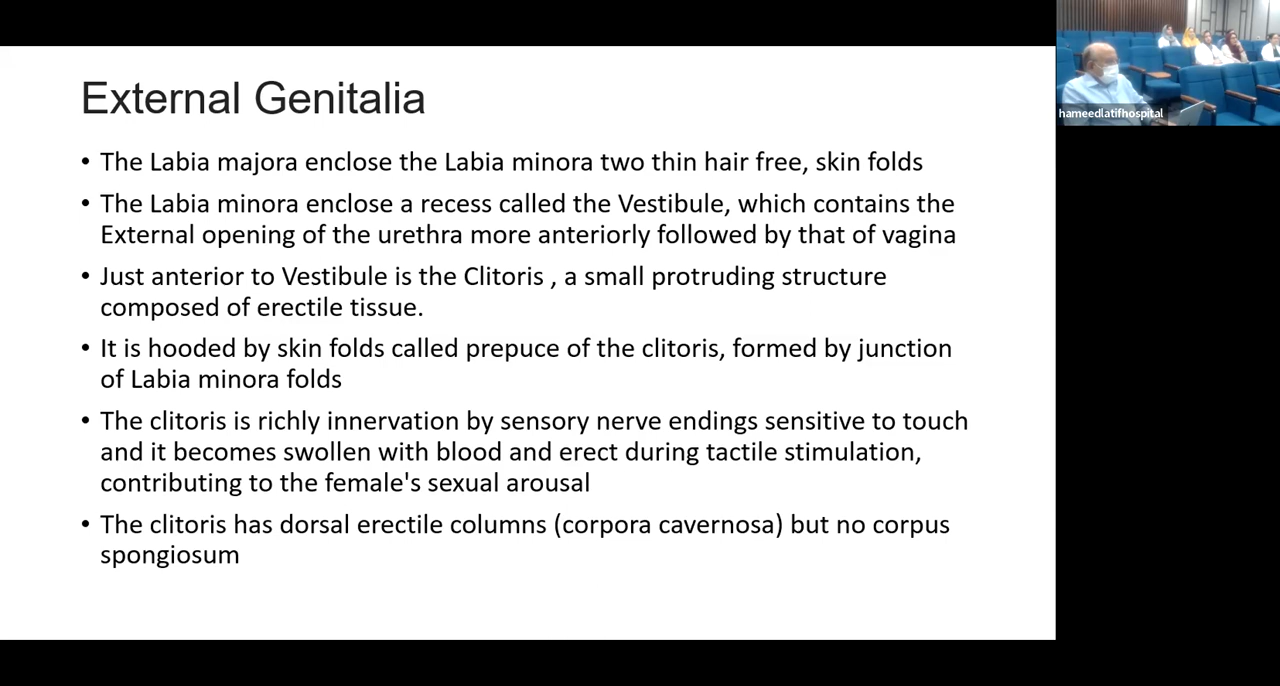 External Genitalia
• The Labia majora enclose the Labia minora two thin hair free, skin folds
• The Labia minora enclose a recess called the Vestibule, which contains the
External opening of the urethra more anteriorly followed by that of vagina
• Just anterior to Vestibule is the Clitoris , a small protruding structure
composed of erectile tissue.
• It is hooded by skin folds called prepuce of the clitoris, formed by junction
of Labia minora folds
• The clitoris is richly innervation by sensory nerve endings sensitive to touch
and it becomes swollen with blood and erect during tactile stimulation,
contributing to the female's sexual arousal
• The clitoris has dorsal erectile columns (corpora cavernosa) but no corpus
spongiosum
hameedlatifhospital